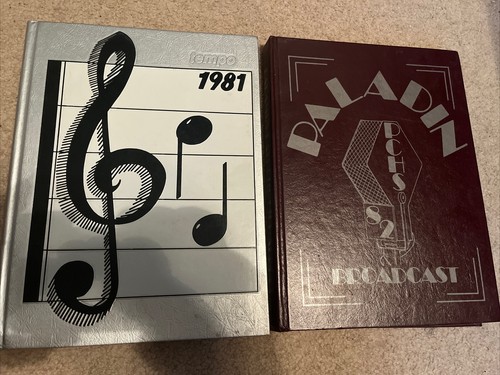 tempo
1981
PALADIN
PCHS
82
BROADCAST